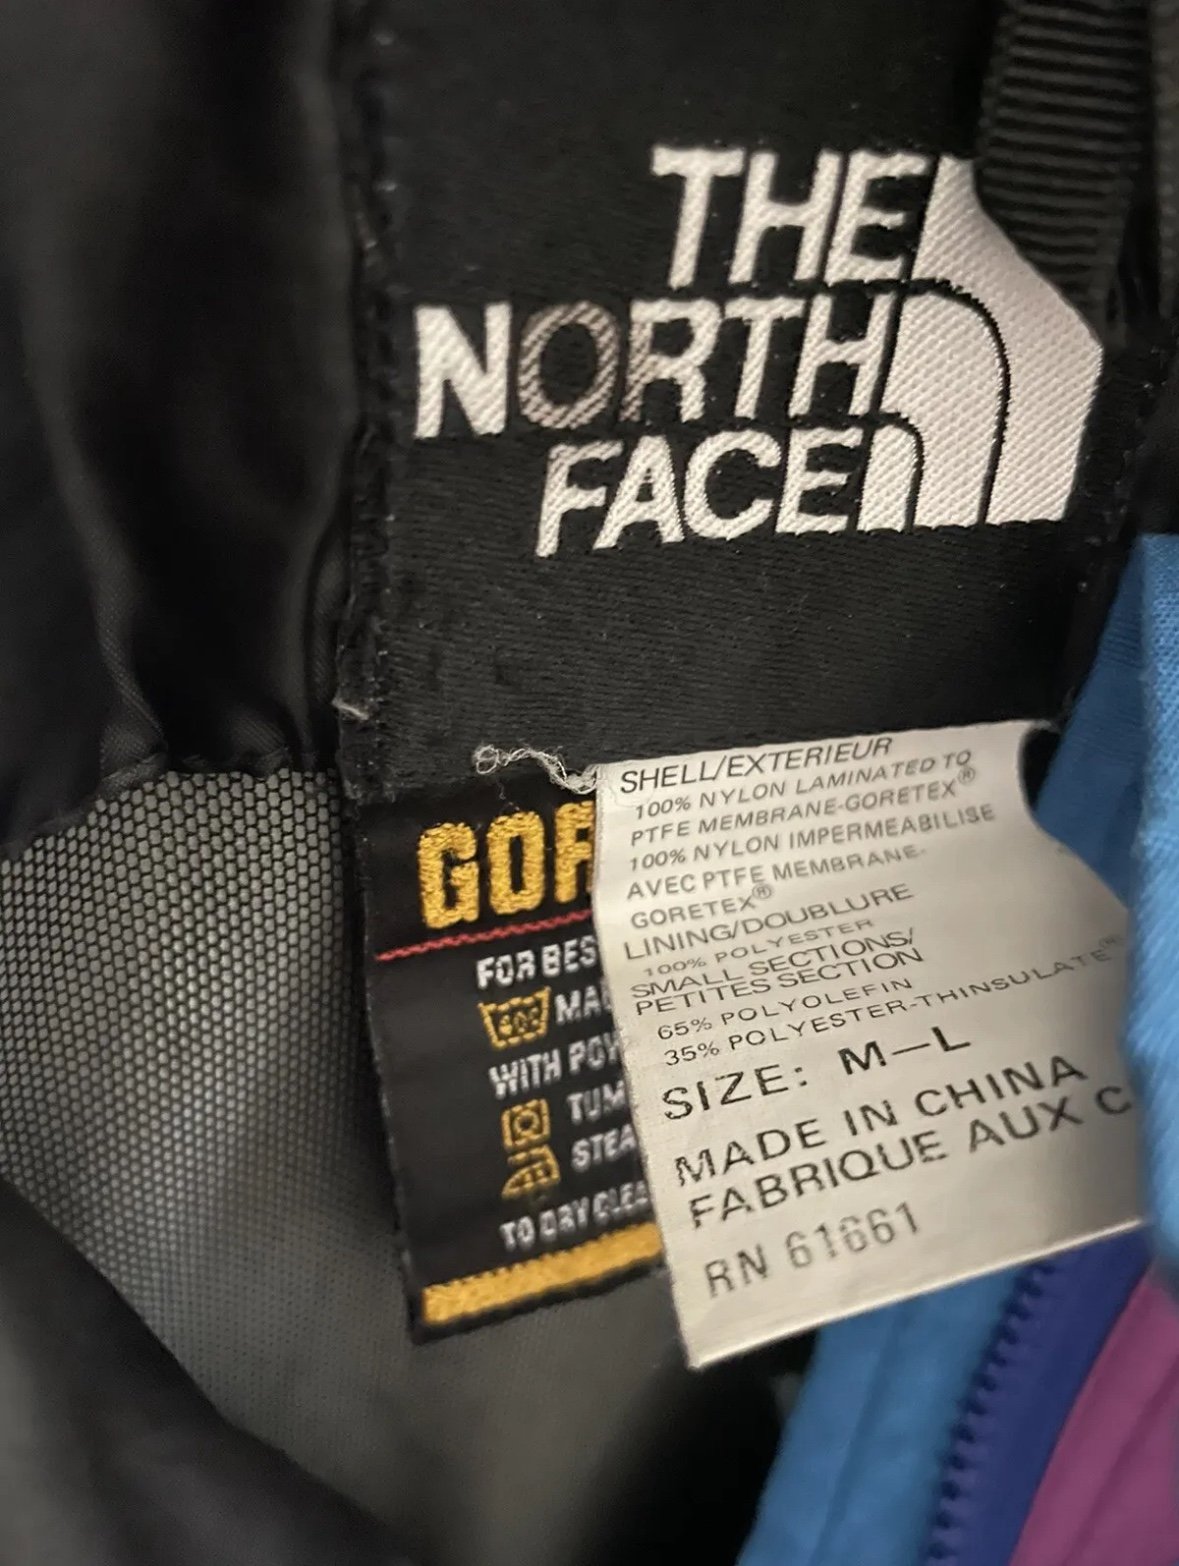 THE
NORTH
FACE
GOR
FOR BES
MA
WITH POW
TUM
STEA
TO DRY CLEA
SHELL/EXTERIEUR
100% NYLON LAMINATED TO
PTFE MEMBRANE-GORETEX®
100% NYLON IMPERMEABILISE
AVEC PTFE MEMBRANE-
GORETEX®
LINING/DOUBLURE
100% POLYESTER
SMALL SECTIONS/
PETITES SECTION
65% POLYOLEFIN
35% POLYESTER-THINSULATE®
SIZE: M-L
MADE IN CHINA
FABRIQUE AUX C
RN 61661